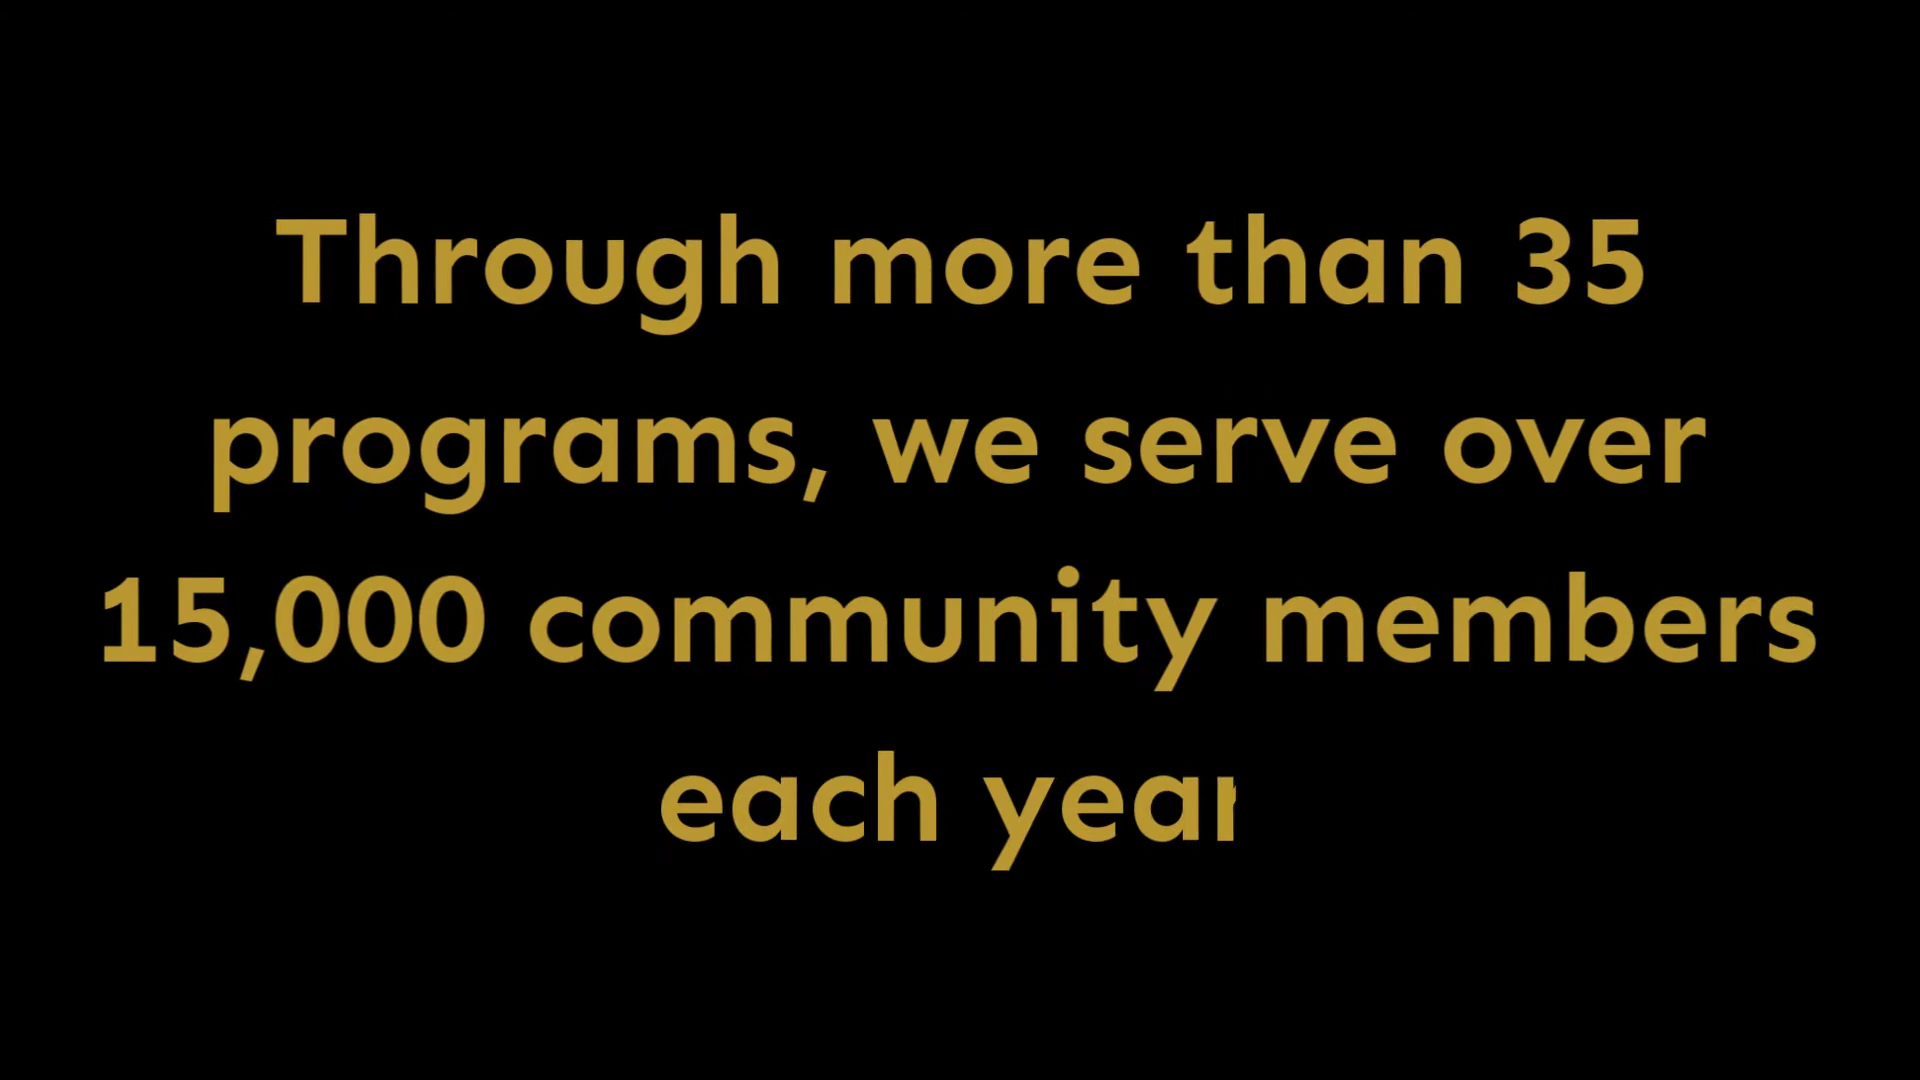 Through more than 35
programs, we serve over
15,000 community members
each year